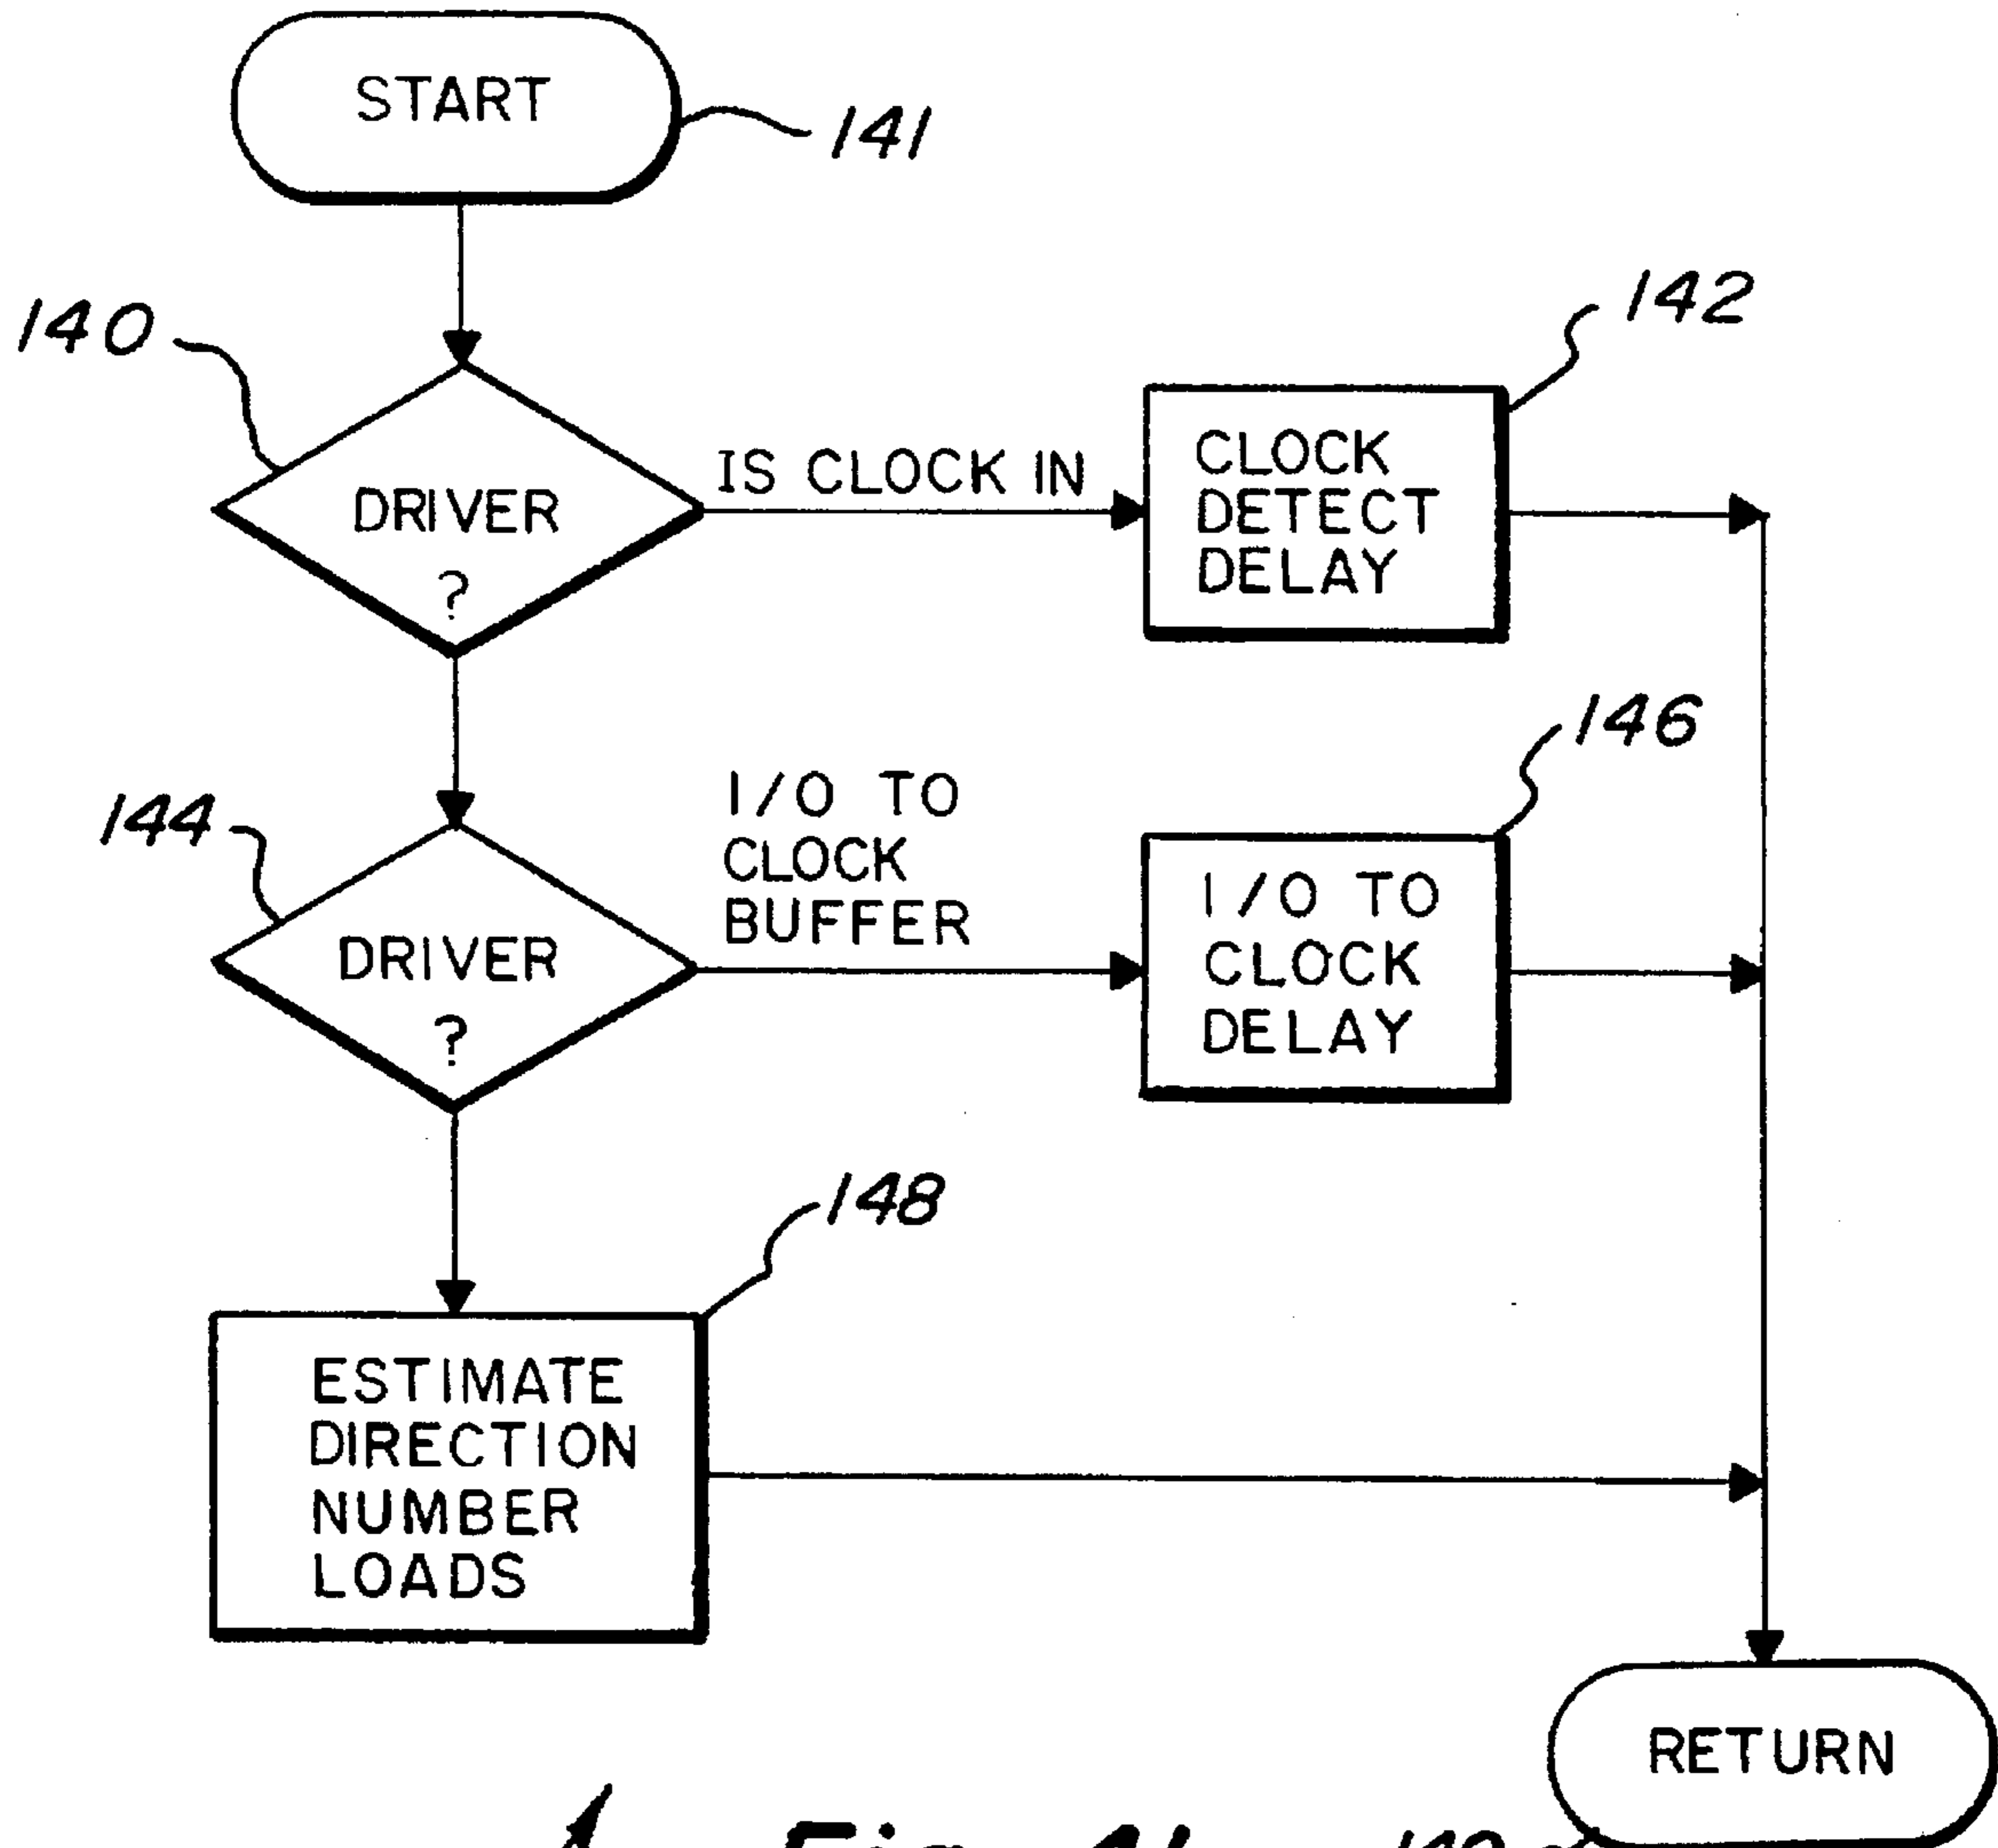 START
141
140
142
DRIVER
?
IS CLOCK IN
CLOCK
DETECT
DELAY
146
144
I/O TO
CLOCK
BUFFER
DRIVER
?
I/O TO
CLOCK
DELAY
148
ESTIMATE
DIRECTION
NUMBER
LOADS
RETURN
Fig.